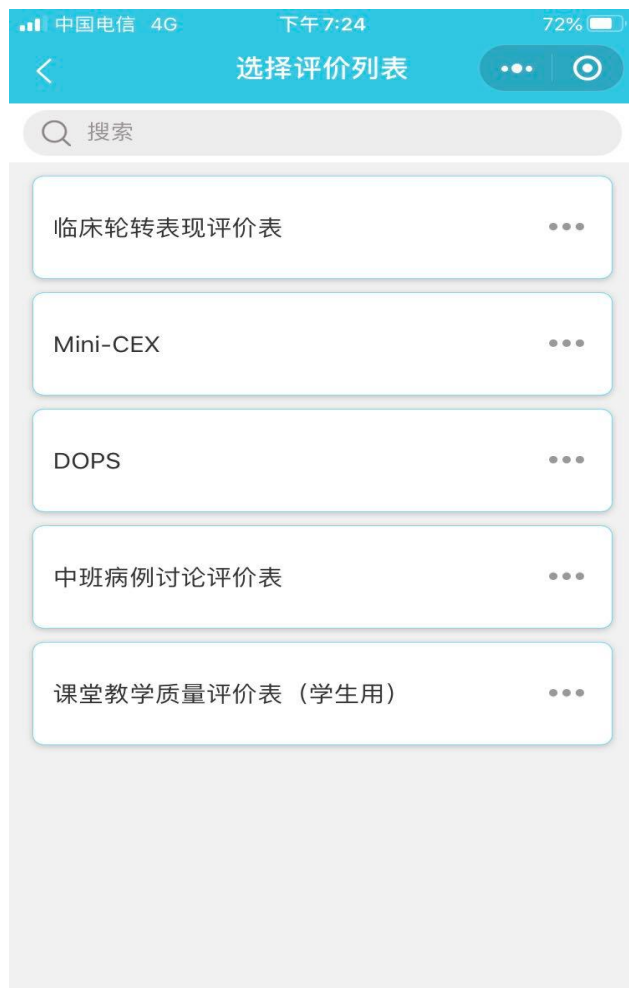 中国电信 4G 下午7:24 72%
选择评价列表
搜索
临床轮转表现评价表
Mini-CEX
DOPS
中班病例讨论评价表
课堂教学质量评价表（学生用）